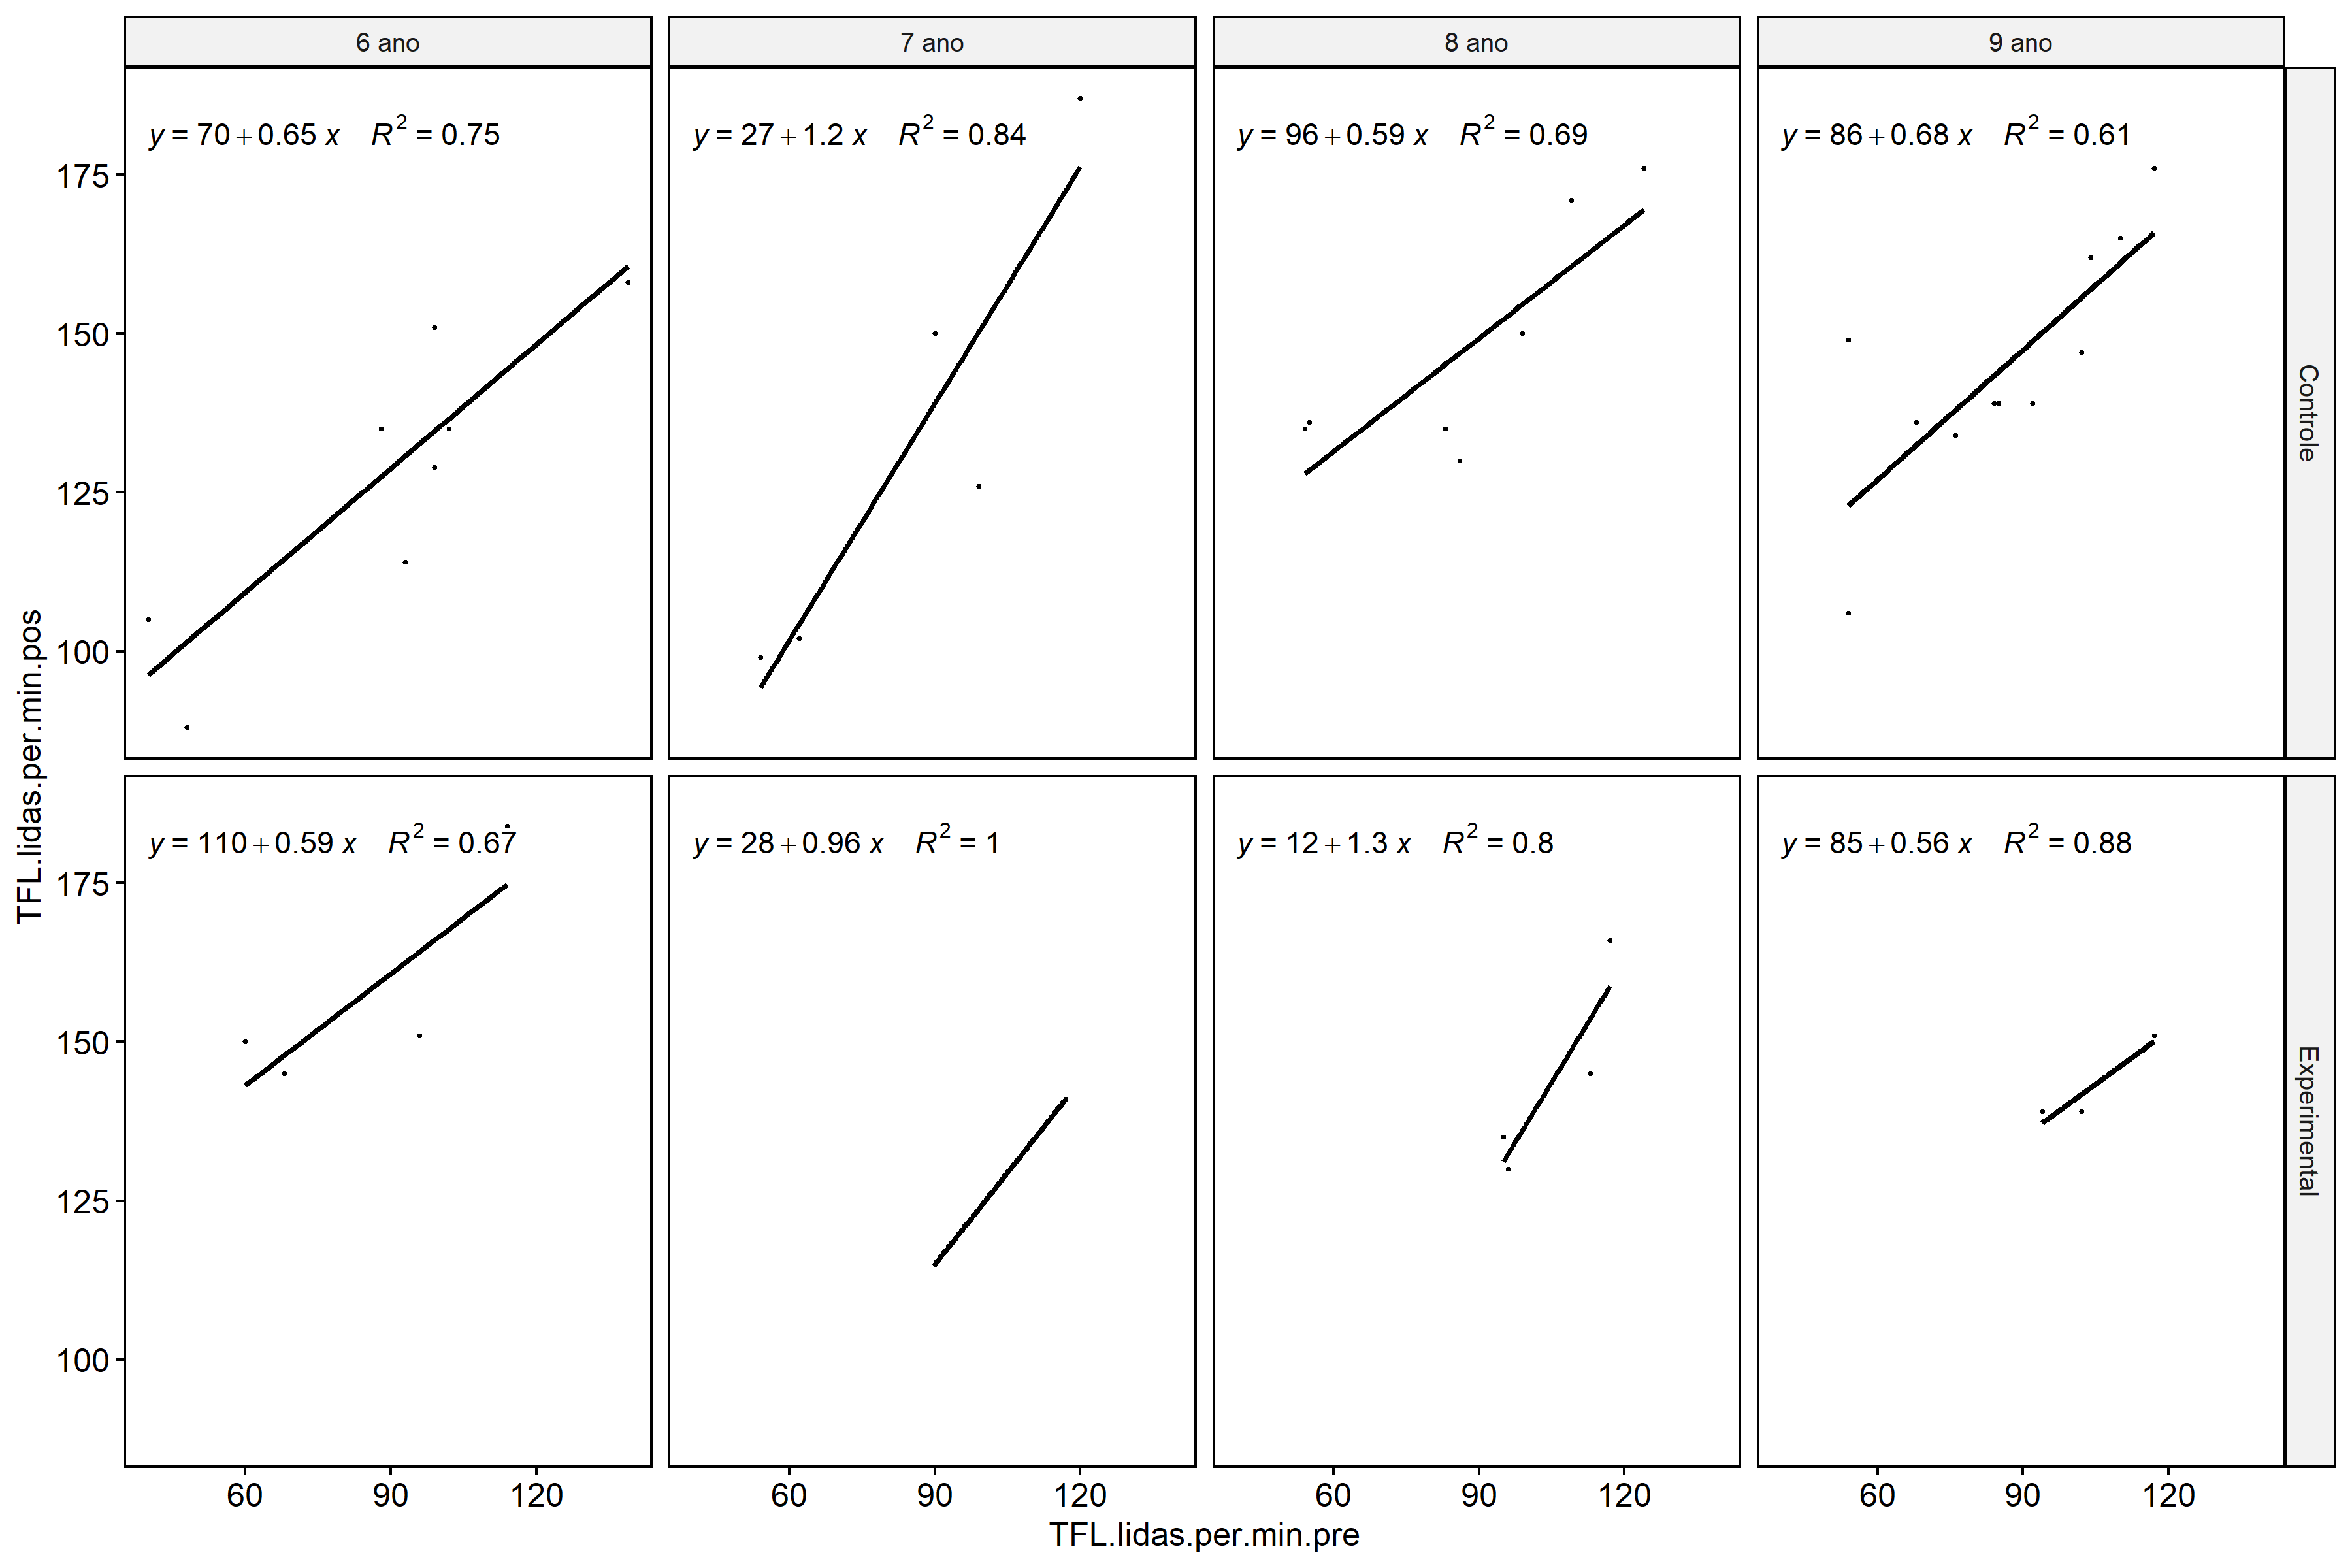 6 ano
7 ano
8 ano
9 ano
y = 70 + 0.65 x R² = 0.75
y = 27 + 1.2 x R² = 0.84
y = 96 + 0.59 x R² = 0.69
y = 86 + 0.68 x R² = 0.61
175
150
125
100
Controle
y = 110 + 0.59 x R² = 0.67
y = 28 + 0.96 x R² = 1
y = 12 + 1.3 x R² = 0.8
y = 85 + 0.56 x R² = 0.88
175
150
125
100
Experimental
TFL.lidas.per.min.pos
60 90 120
60 90 120
60 90 120
60 90 120
TFL.lidas.per.min.pre